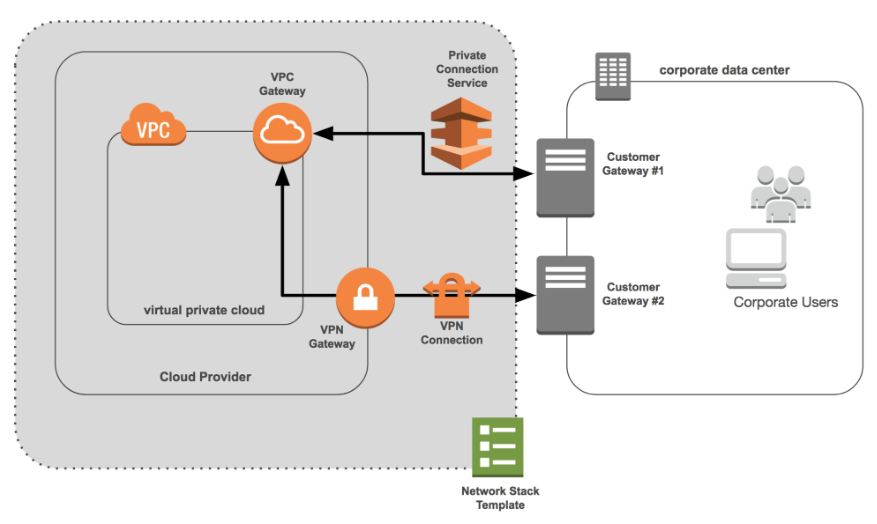 Private
Connection
Service
VPC
Gateway
corporate data center
VPC
Customer
Gateway #1
Customer
Gateway #2
Corporate Users
virtual private cloud
VPN
Gateway
VPN
Connection
Cloud Provider
Network Stack
Template